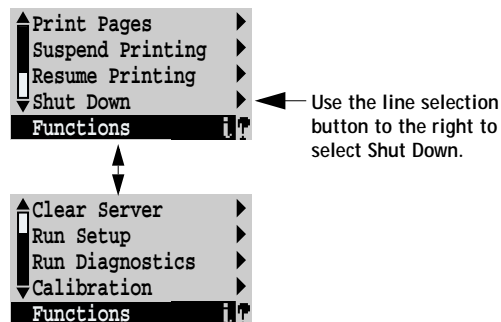 Print Pages
Suspend Printing
Resume Printing
Shut Down
Functions
Use the line selection
button to the right to
select Shut Down.
Clear Server
Run Setup
Run Diagnostics
Calibration
Functions